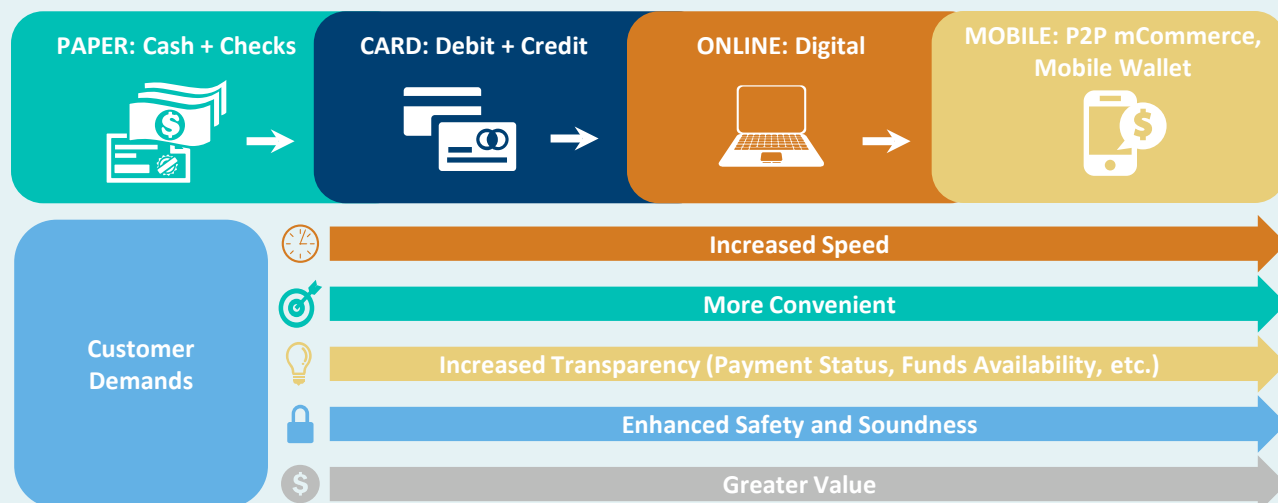 PAPER: Cash + Checks
CARD: Debit + Credit
ONLINE: Digital
MOBILE: P2P mCommerce,
Mobile Wallet
$
$
Customer
Demands
Increased Speed
More Convenient
Increased Transparency (Payment Status, Funds Availability, etc.)
Enhanced Safety and Soundness
$
Greater Value